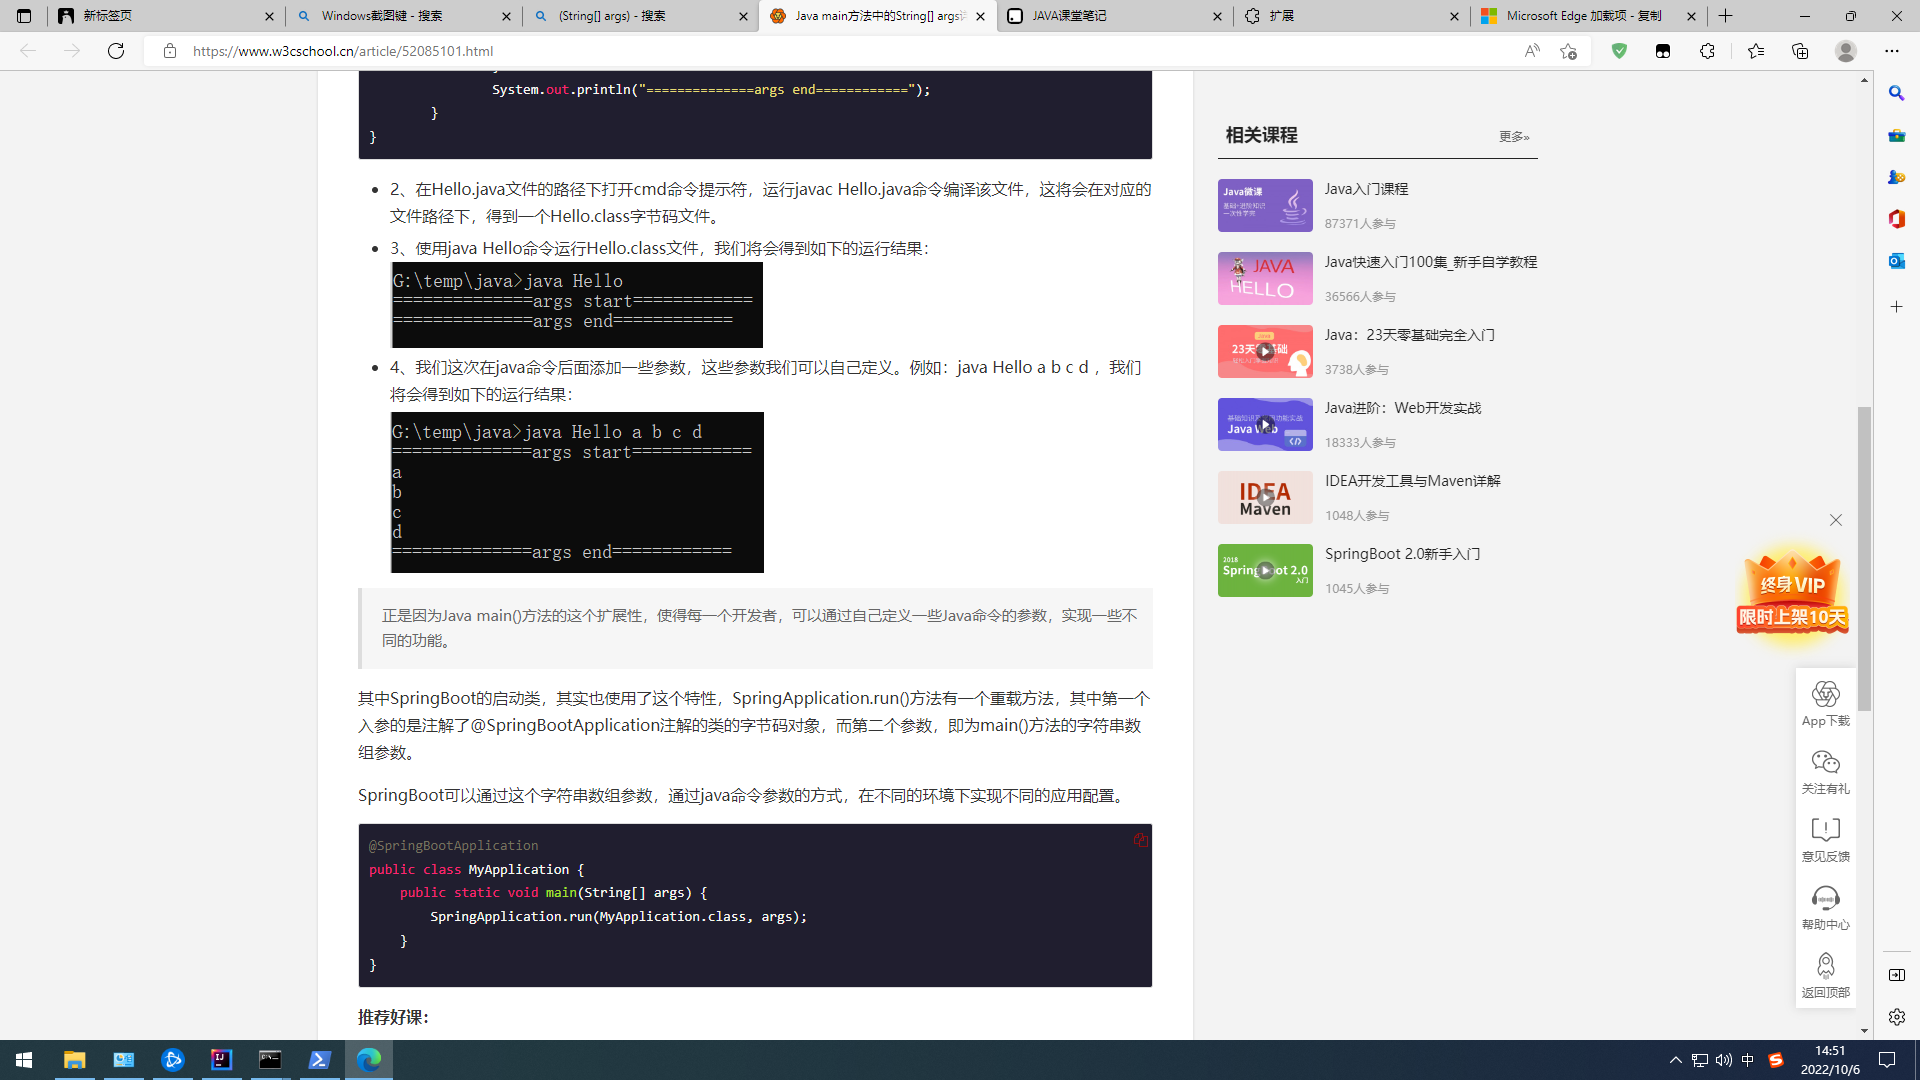 新标签页
Windows截图键 - 搜索
(String[] args) - 搜索
Java main方法中的String[] args
JAVA课堂笔记
扩展
Microsoft Edge 加载项 - 复制
https://www.w3cschool.cn/article/52085101.html
System.out.println("==============args end============");
}
}
2、在Hello.java文件的路径下打开cmd命令提示符，运行javac Hello.java命令编译该文件，这将会在对应的
文件路径下，得到一个Hello.class字节码文件。
3、使用java Hello命令运行Hello.class文件，我们将会得到如下的运行结果：
G:\temp\java>java Hello
==============args start============
==============args end============
4、我们这次在java命令后面添加一些参数，这些参数我们可以自己定义。例如：java Hello a b c d ，我们
将会得到如下的运行结果：
G:\temp\java>java Hello a b c d
==============args start============
a
b
c
d
==============args end============
正是因为Java main()方法的这个扩展性，使得每一个开发者，可以通过自己定义一些Java命令的参数，实现一些不
同的功能。
其中SpringBoot的启动类，其实也使用了这个特性，SpringApplication.run()方法有一个重载方法，其中第一个
入参的是注解了@SpringBootApplication注解的类的字节码对象，而第二个参数，即为main()方法的字符串数
组参数。
SpringBoot可以通过这个字符串数组参数，通过java命令参数的方式，在不同的环境下实现不同的应用配置。
@SpringBootApplication
public class MyApplication {
public static void main(String[] args) {
SpringApplication.run(MyApplication.class, args);
}
}
推荐好课：
相关课程
更多»
Java微课
基础+进阶知识
一次性学完
Java入门课程
87371人参与
JAVA
HELLO
Java快速入门100集_新手自学教程
36566人参与
Java：23天零基础完全入门
3738人参与
Java Web
Java进阶：Web开发实战
18333人参与
IDEA
Maven
IDEA开发工具与Maven详解
1048人参与
2018
SpringBoot 2.0
入门
SpringBoot 2.0新手入门
1045人参与
终身VIP
限时上架10天
App下载
关注有礼
意见反馈
帮助中心
返回顶部
中
14:51
2022/10/6